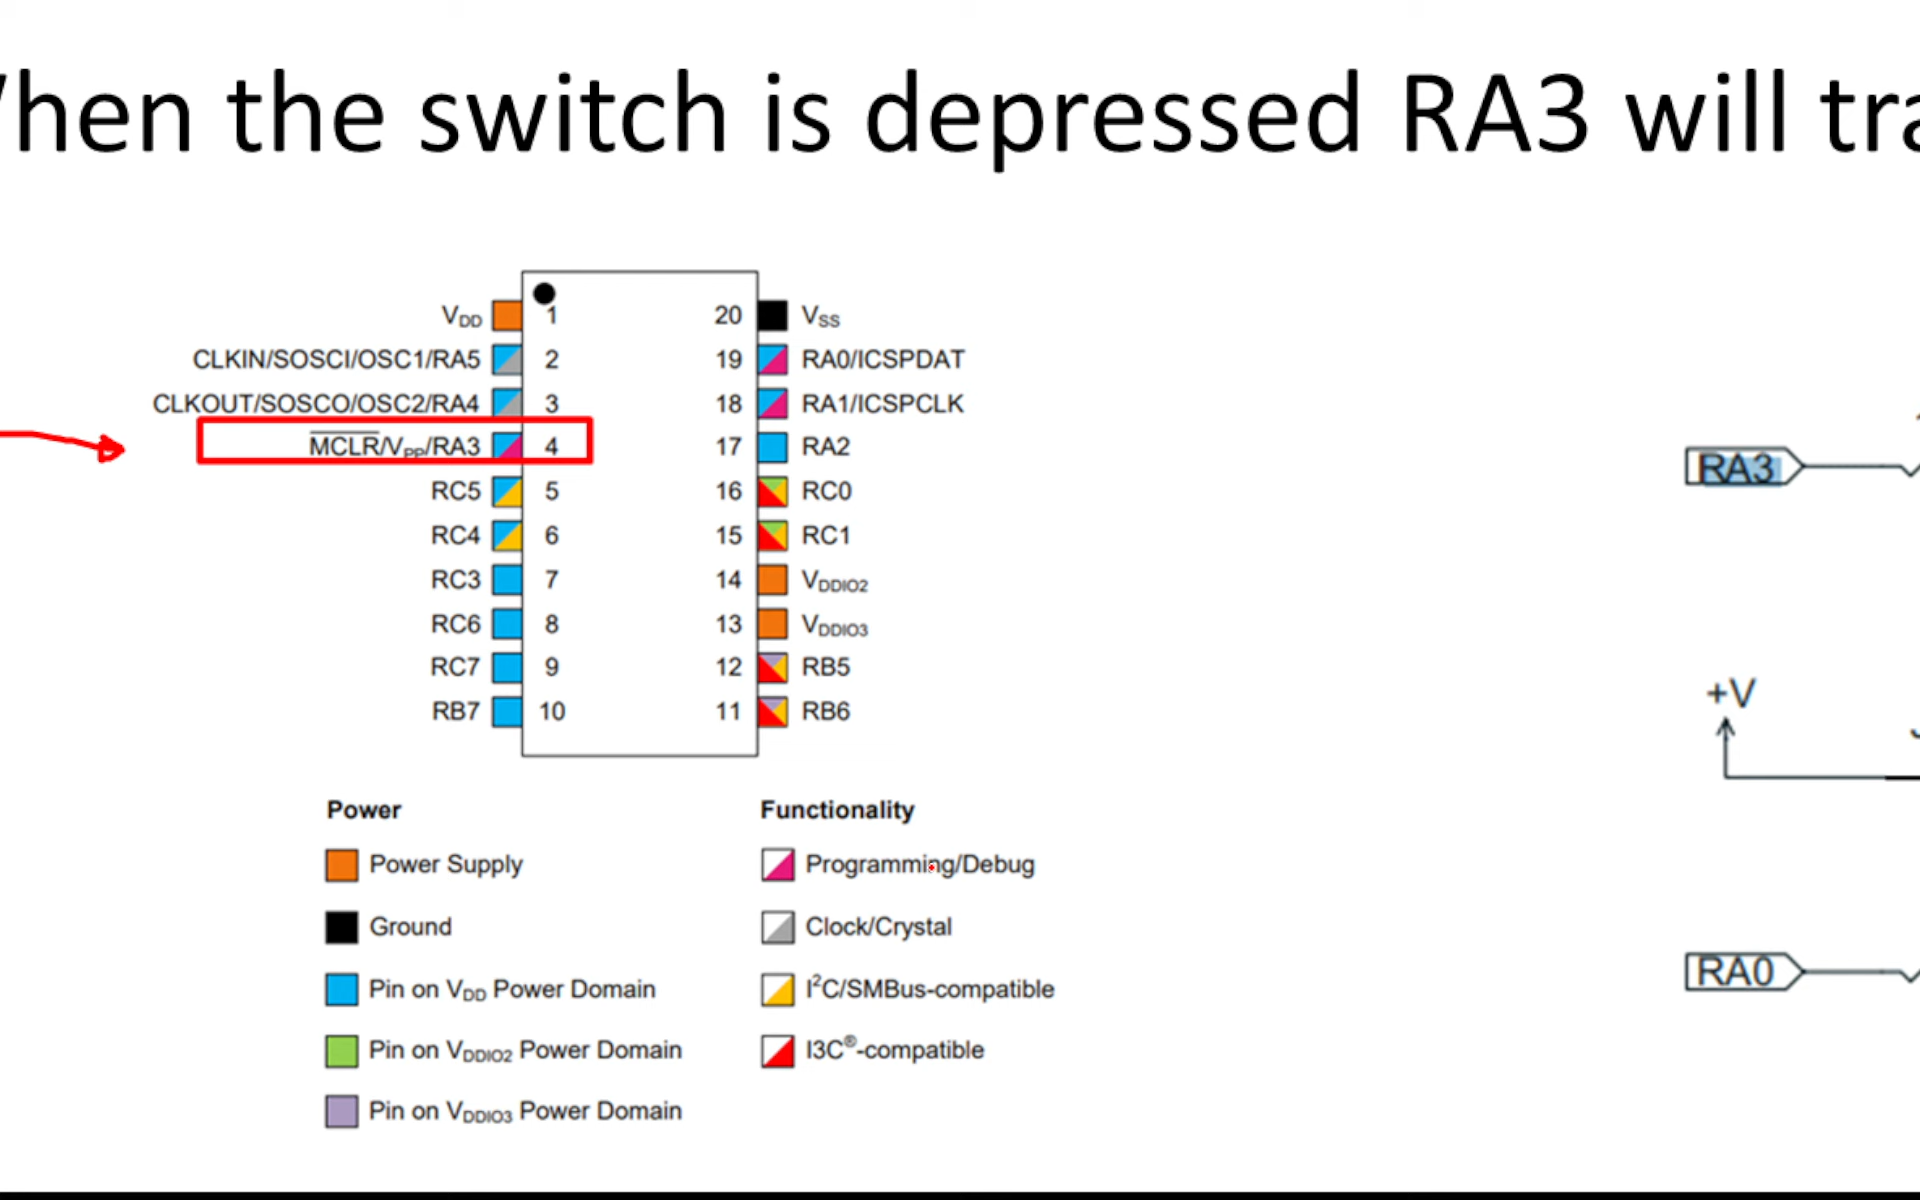 When the switch is depressed RA3 will tra
VDD 1 20 VSS
CLKIN/SOSCI/OSC1/RA5 2 19 RA0/ICSPDAT
CLKOUT/SOSCO/OSC2/RA4 3 18 RA1/ICSPCLK
MCLR/VPP/RA3 4 17 RA2
RC5 5 16 RC0
RC4 6 15 RC1
RC3 7 14 VDDIO2
RC6 8 13 VDDIO3
RC7 9 12 RB5
RB7 10 11 RB6
Power
Power Supply
Ground
Pin on VDD Power Domain
Pin on VDDIO2 Power Domain
Pin on VDDIO3 Power Domain
Functionality
Programming/Debug
Clock/Crystal
I²C/SMBus-compatible
I3C®-compatible
RA3
+V
RA0